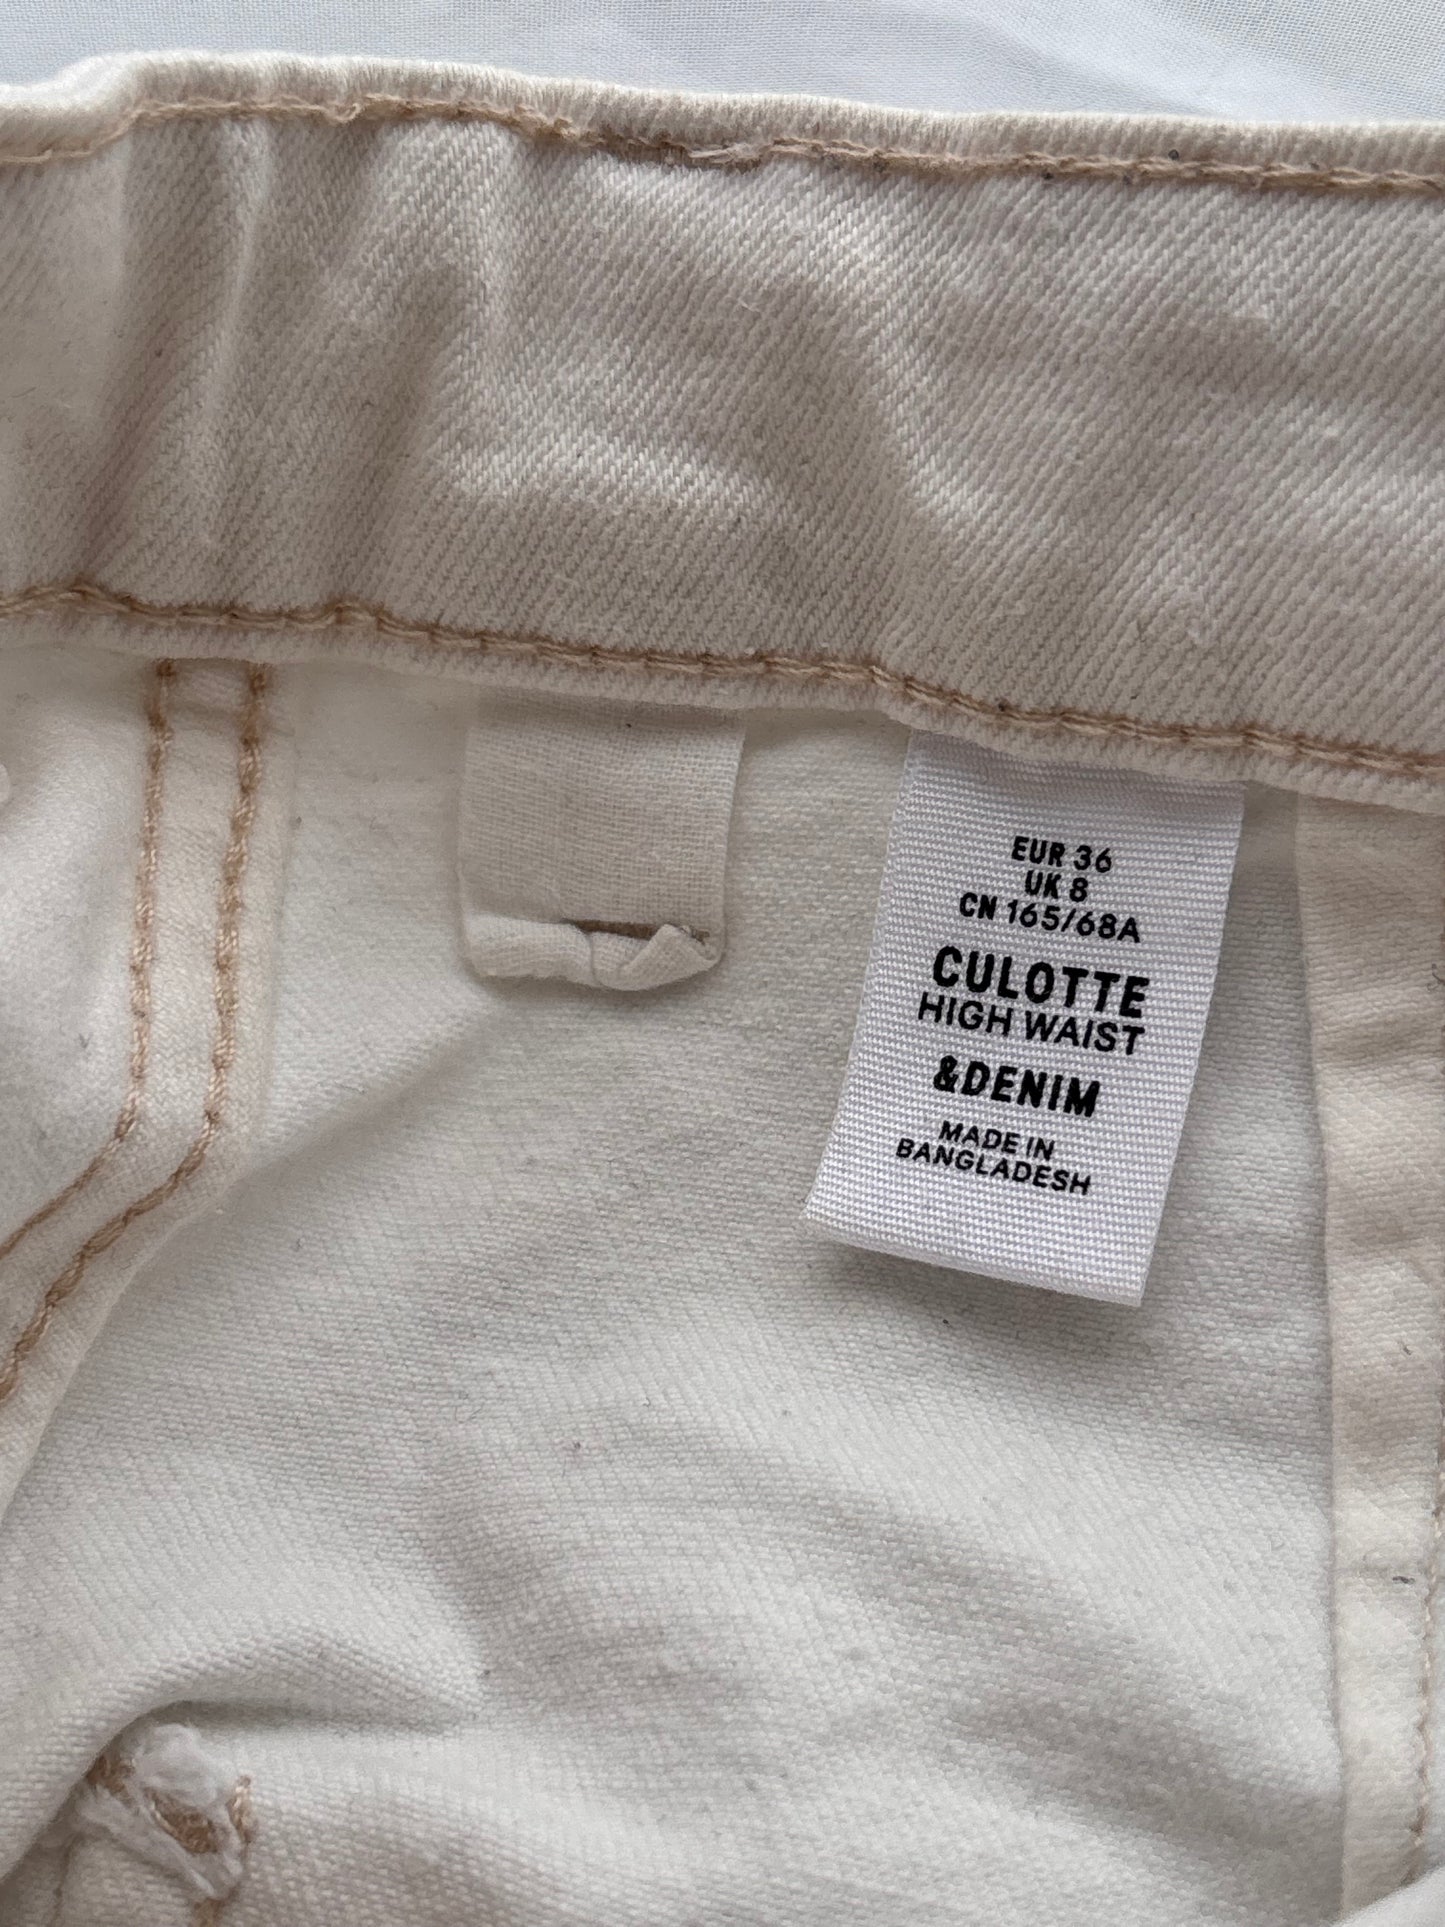 EUR 36
UK 8
CN 165/68A
CULOTTE
HIGH WAIST
&DENIM
MADE IN
BANGLADESH